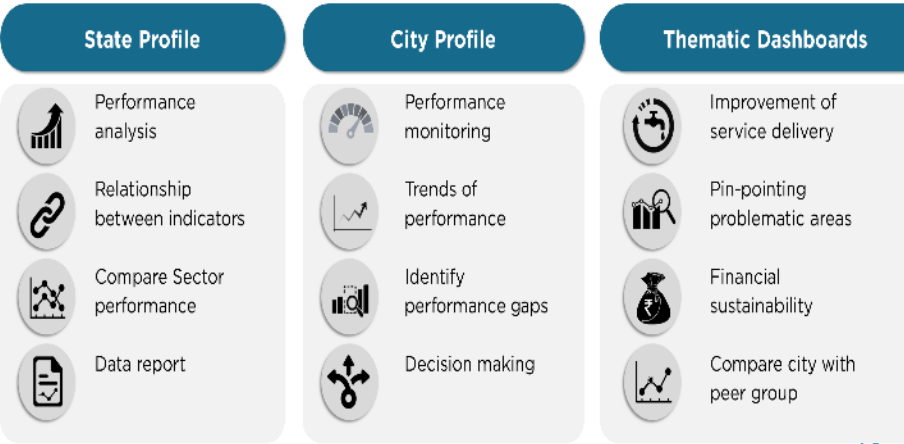 State Profile
Performance
analysis
Relationship
between indicators
Compare Sector
performance
Data report
City Profile
Performance
monitoring
Trends of
performance
Identify
performance gaps
Decision making
Thematic Dashboards
Improvement of
service delivery
Pin-pointing
problematic areas
₹
Financial
sustainability
Compare city with
peer group